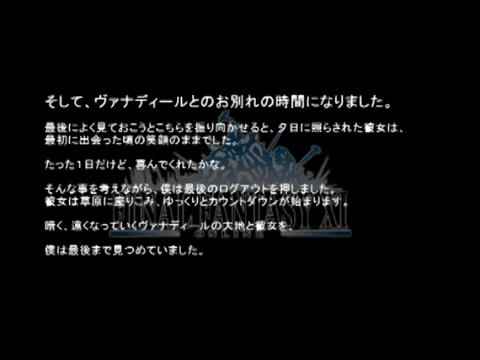 そして、ヴァナディールとのお別れの時間になりました。
最後によく見ておこうとこちらを振り向かせると、夕日に照らされた彼女は、
最初に出会った頃の笑顔のままでした。
たった1日だけど、喜んでくれたかな。
そんな事を考えながら、僕は最後のログアウトを押しました。
彼女は草原に座りこみ、ゆっくりとカウントダウンが始まります。
FINAL FANTASY XI
ONLINE
暗く、遠くなっていくヴァナディールの大地と彼女を、
僕は最後まで見つめていました。